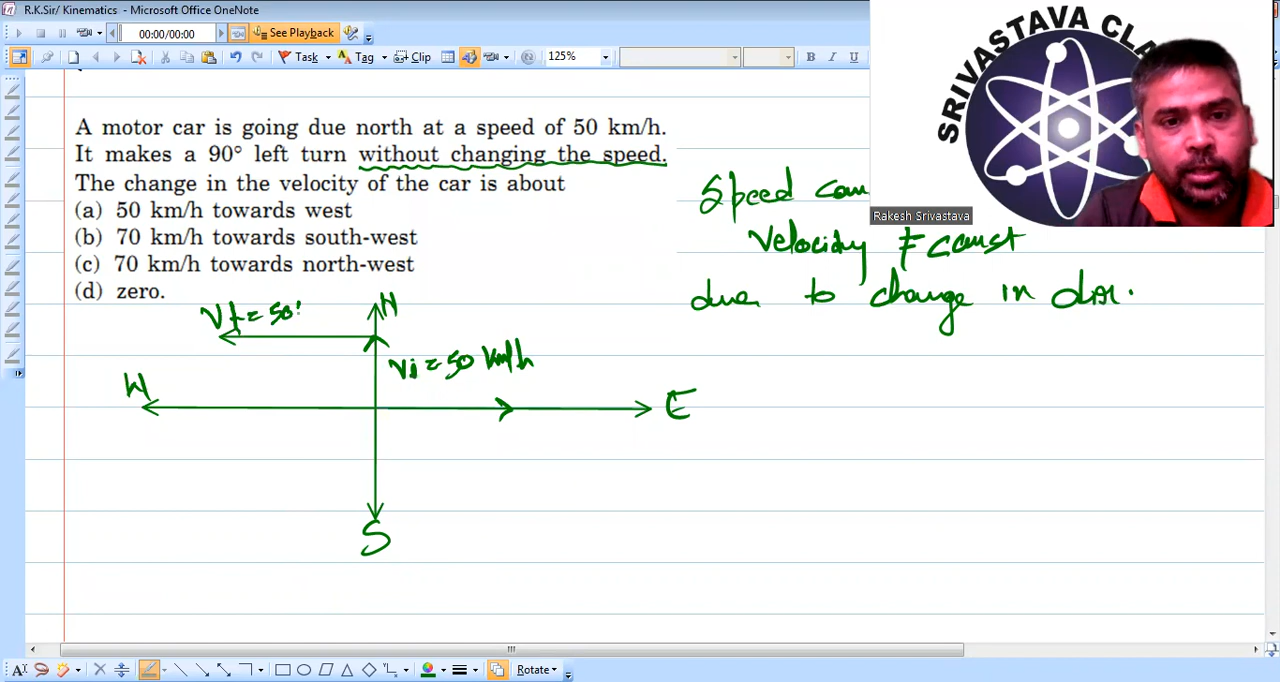 R.K.Sir/ Kinematics - Microsoft Office OneNote
00:00/00:00
See Playback
Task
Tag
Clip
125%
B I U
SRIVASTAVA CLA
Rakesh Srivastava
A motor car is going due north at a speed of 50 km/h.
It makes a 90° left turn without changing the speed.
The change in the velocity of the car is about
(a) 50 km/h towards west
(b) 70 km/h towards south-west
(c) 70 km/h towards north-west
(d) zero.
Speed
Velocity ≠ const
due to change in dir.
N
Vf = 50
Vi = 50 km/h
W
E
S
Rotate